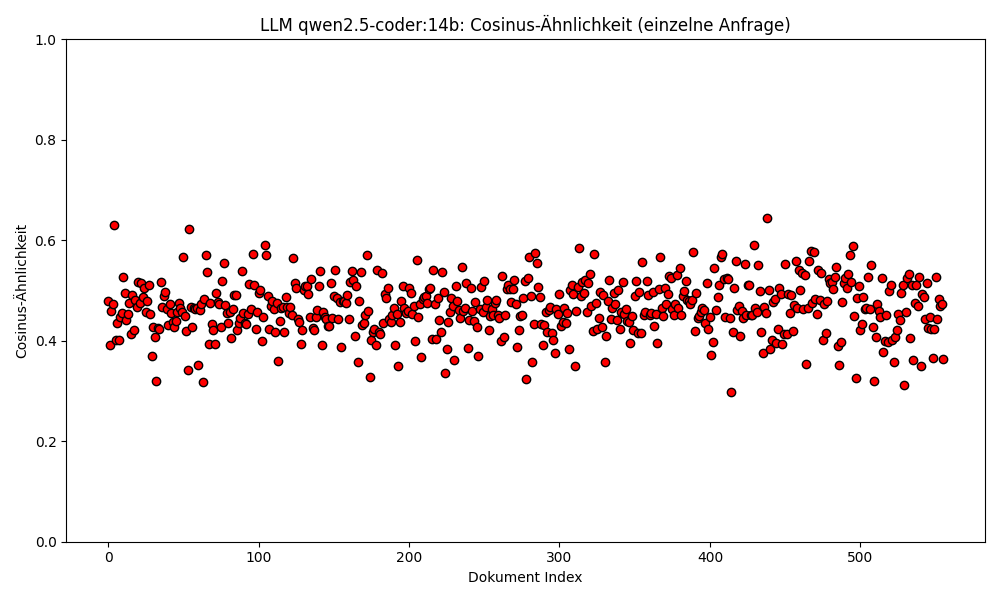 LLM qwen2.5-coder:14b: Cosinus-Ähnlichkeit (einzelne Anfrage)
1.0
0.8
0.6
0.4
0.2
0.0
Cosinus-Ähnlichkeit
0 100 200 300 400 500
Dokument Index